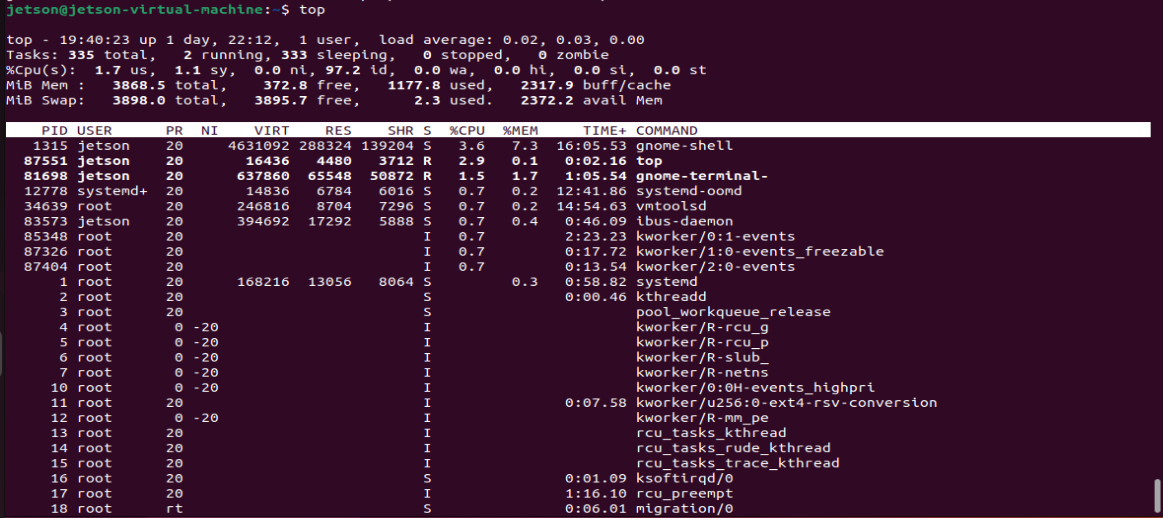 jetson@jetson-virtual-machine:~$ top
top - 19:40:23 up 1 day, 22:12,  1 user,  load average: 0.02, 0.03, 0.00
Tasks: 335 total,   2 running, 333 sleeping,   0 stopped,   0 zombie
%Cpu(s):  1.7 us,  1.1 sy,  0.0 ni, 97.2 id,  0.0 wa,  0.0 hi,  0.0 si,  0.0 st
MiB Mem :   3868.5 total,    372.8 free,   1177.8 used,   2317.9 buff/cache
MiB Swap:   3898.0 total,   3895.7 free,      2.3 used.   2372.2 avail Mem
PID USER      PR  NI    VIRT    RES    SHR S  %CPU  %MEM     TIME+ COMMAND
1315 jetson    20     4631092 288324 139204 S   3.6   7.3  16:05.53 gnome-shell
87551 jetson    20       16436   4480   3712 R   2.9   0.1   0:02.16 top
81698 jetson    20      637860  65548  50872 R   1.5   1.7   1:05.54 gnome-terminal-
12778 systemd+  20       14836   6784   6016 S   0.7   0.2  12:41.86 systemd-oomd
34639 root      20      246816   8704   7296 S   0.7   0.2  14:54.63 vmtoolsd
83573 jetson    20      394692  17292   5888 S   0.7   0.4   0:46.09 ibus-daemon
85348 root      20                           I   0.7         2:23.23 kworker/0:1-events
87326 root      20                           I   0.7         0:17.72 kworker/1:0-events_freezable
87404 root      20                           I   0.7         0:13.54 kworker/2:0-events
1 root      20      168216  13056   8064 S         0.3   0:58.82 systemd
2 root      20                           S               0:00.46 kthreadd
3 root      20                           S                       pool_workqueue_release
4 root       0 -20                       I                       kworker/R-rcu_g
5 root       0 -20                       I                       kworker/R-rcu_p
6 root       0 -20                       I                       kworker/R-slub_
7 root       0 -20                       I                       kworker/R-netns
10 root       0 -20                       I                       kworker/0:0H-events_highpri
11 root      20                           I               0:07.58 kworker/u256:0-ext4-rsv-conversion
12 root       0 -20                       I                       kworker/R-mm_pe
13 root      20                           I                       rcu_tasks_kthread
14 root      20                           I                       rcu_tasks_rude_kthread
15 root      20                           I                       rcu_tasks_trace_kthread
16 root      20                           S               0:01.09 ksoftirqd/0
17 root      20                           I               1:16.10 rcu_preempt
18 root      rt                           S               0:06.01 migration/0